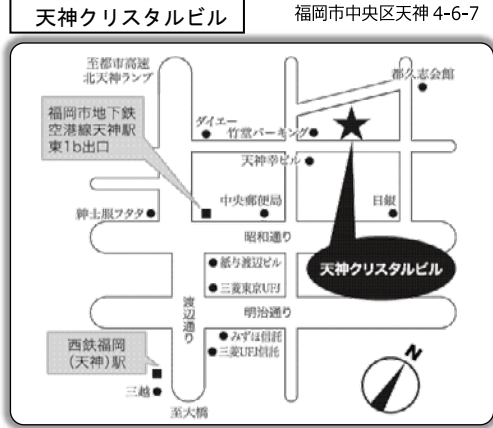 天神クリスタルビル
福岡市中央区天神 4-6-7
至都市高速
北天神ランプ
都久志会館
福岡市地下鉄
空港線天神駅
東1b出口
ダイエー
竹堂パーキング
天神幸ビル
紳士服フタタ
中央郵便局
日銀
昭和通り
紙与渡辺ビル
天神クリスタルビル
三菱東京UFJ
渡辺通り
明治通り
みずほ信託
三菱UFJ信託
西鉄福岡
(天神)駅
三越
至大橋
N